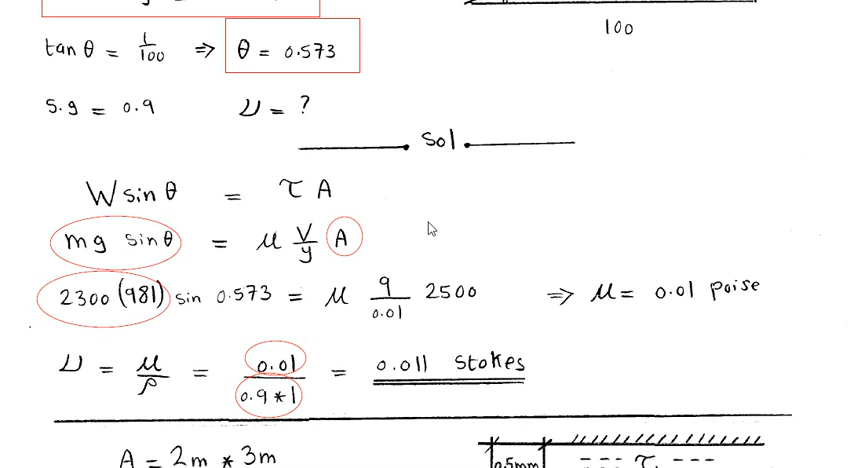 100
tan θ = 1/100 ⇒ θ = 0.573
S.g = 0.9 ν = ?
Sol.
W sin θ = τ A
mg sin θ = μ V/y A
2300 (981) sin 0.573 = μ 9/0.01 2500 ⇒ μ = 0.01 poise
ν = μ/ρ = 0.01/0.9*1 = 0.011 Stokes
A = 2m * 3m
0.5mm